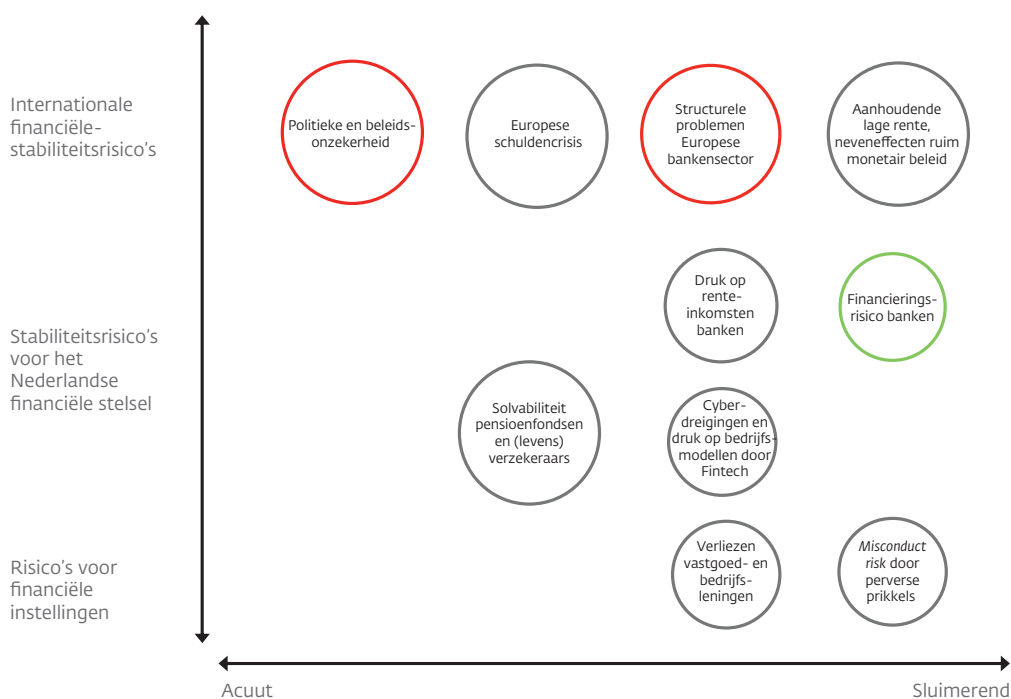 Internationale
financiële-
stabiliteitsrisico's
Politieke en beleids-
onzekerheid
Europese
schuldencrisis
Structurele
problemen
Europese
bankensector
Aanhoudende
lage rente,
neveneffecten ruim
monetair beleid
Stabiliteitsrisico's
voor het
Nederlandse
financiële stelsel
Druk op
rente-
inkomsten
banken
Financierings-
risico banken
Solvabiliteit
pensioenfondsen
en (levens)
verzekeraars
Cyber-
dreigingen en
druk op bedrijfs-
modellen door
Fintech
Risico's voor
financiële
instellingen
Verliezen
vastgoed- en
bedrijfs-
leningen
Misconduct
risk door
perverse
prikkels
Acuut
Sluimerend